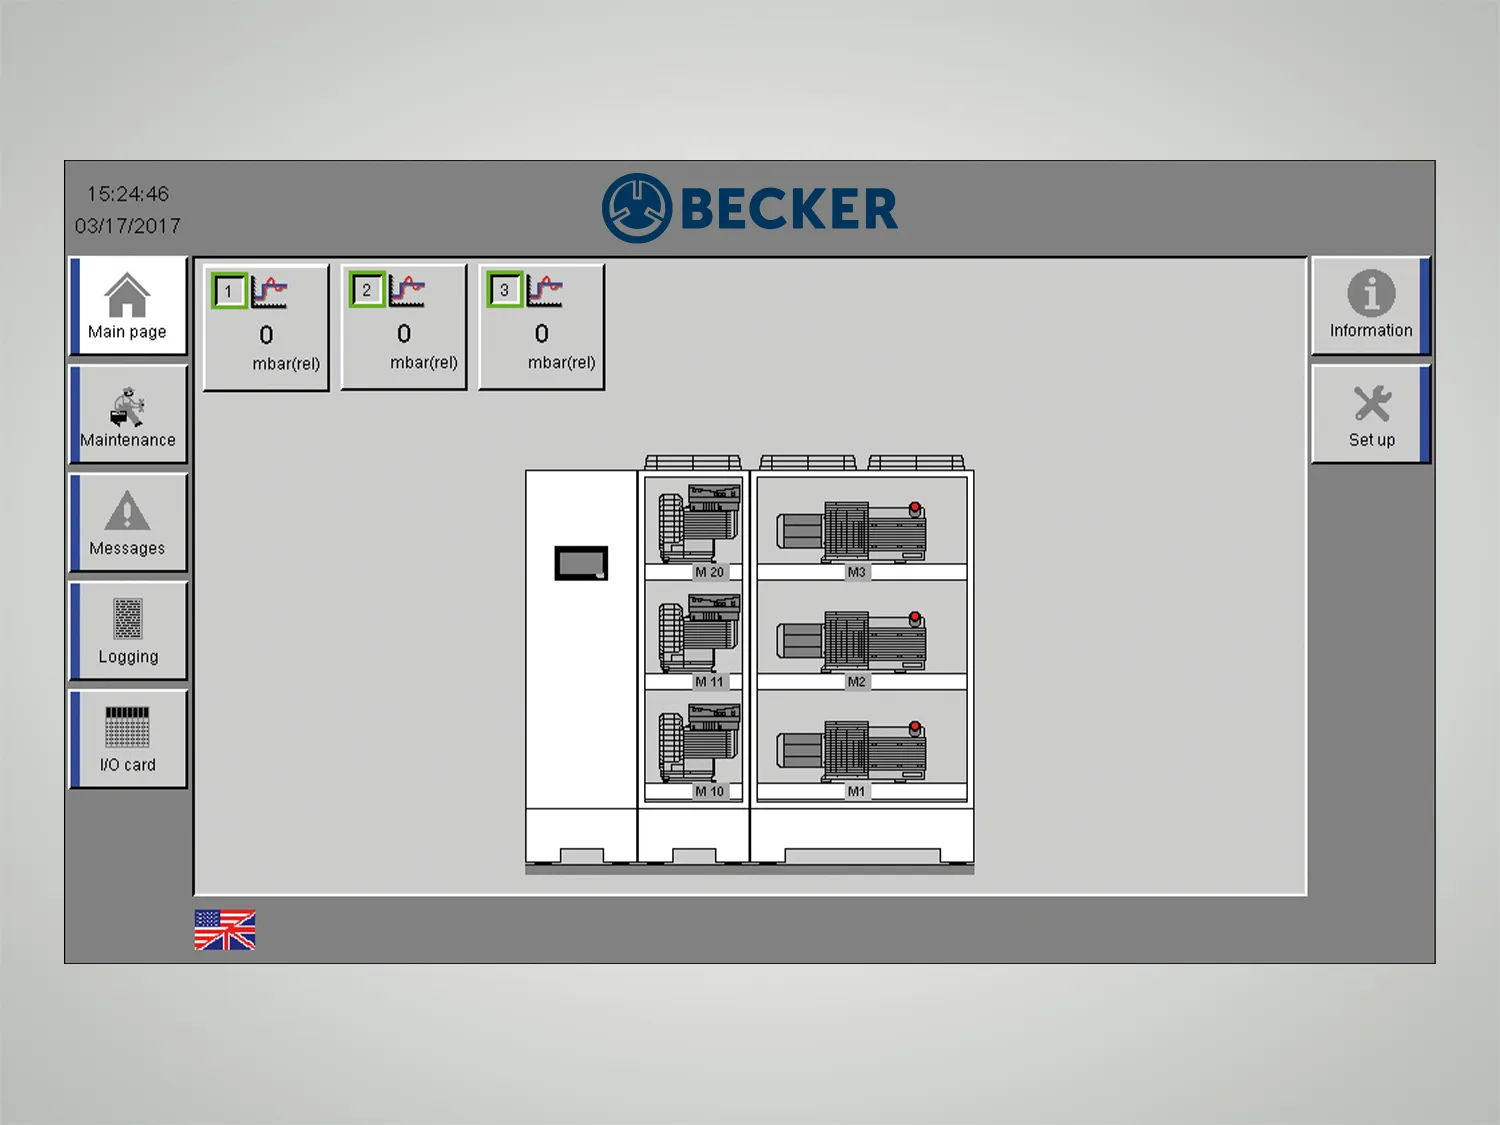 15:24:46
03/17/2017
BECKER
Main page
Maintenance
Messages
Logging
I/O card
1
0
mbar(rel)
2
0
mbar(rel)
3
0
mbar(rel)
M 20
M3
M 11
M2
M 10
M1
Information
Set up